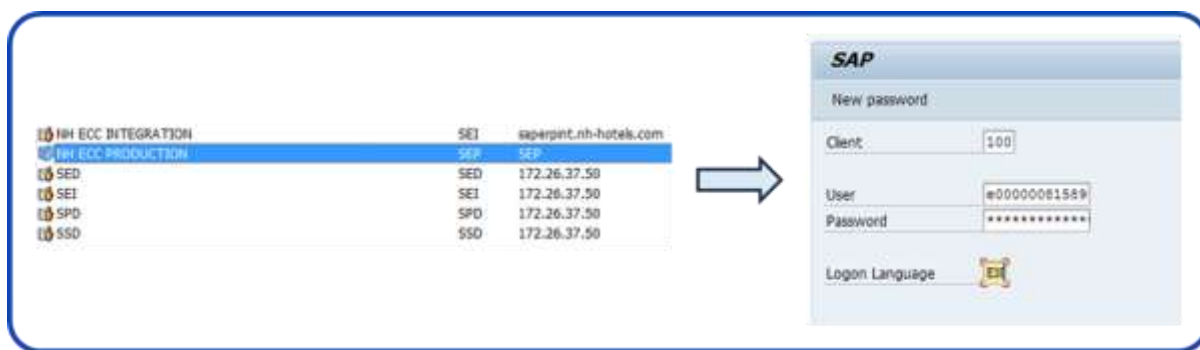 NH ECC INTEGRATION SEI saperpint.nh-hotels.com
NH ECC PRODUCTION SEP SEP
SED SED 172.26.37.50
SEI SEI 172.26.37.50
SPD SPD 172.26.37.50
SSD SSD 172.26.37.50
SAP
New password
Client 100
User e00000081589
Password ************
Logon Language EN